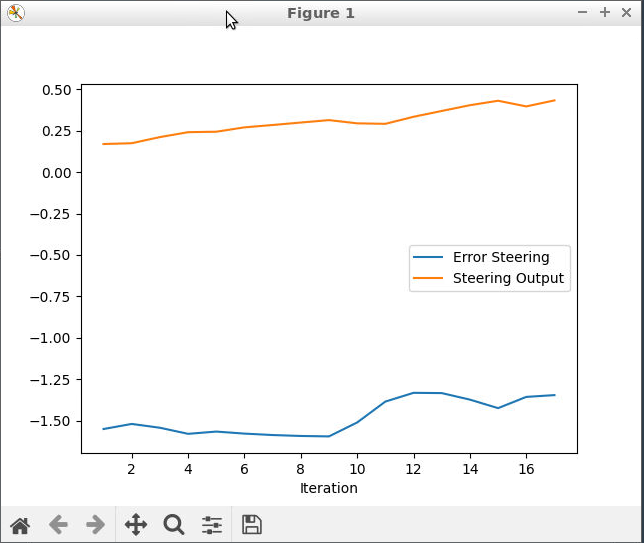 Figure 1
0.50
0.25
0.00
−0.25
−0.50
−0.75
−1.00
−1.25
−1.50
Error Steering
Steering Output
2 4 6 8 10 12 14 16
Iteration